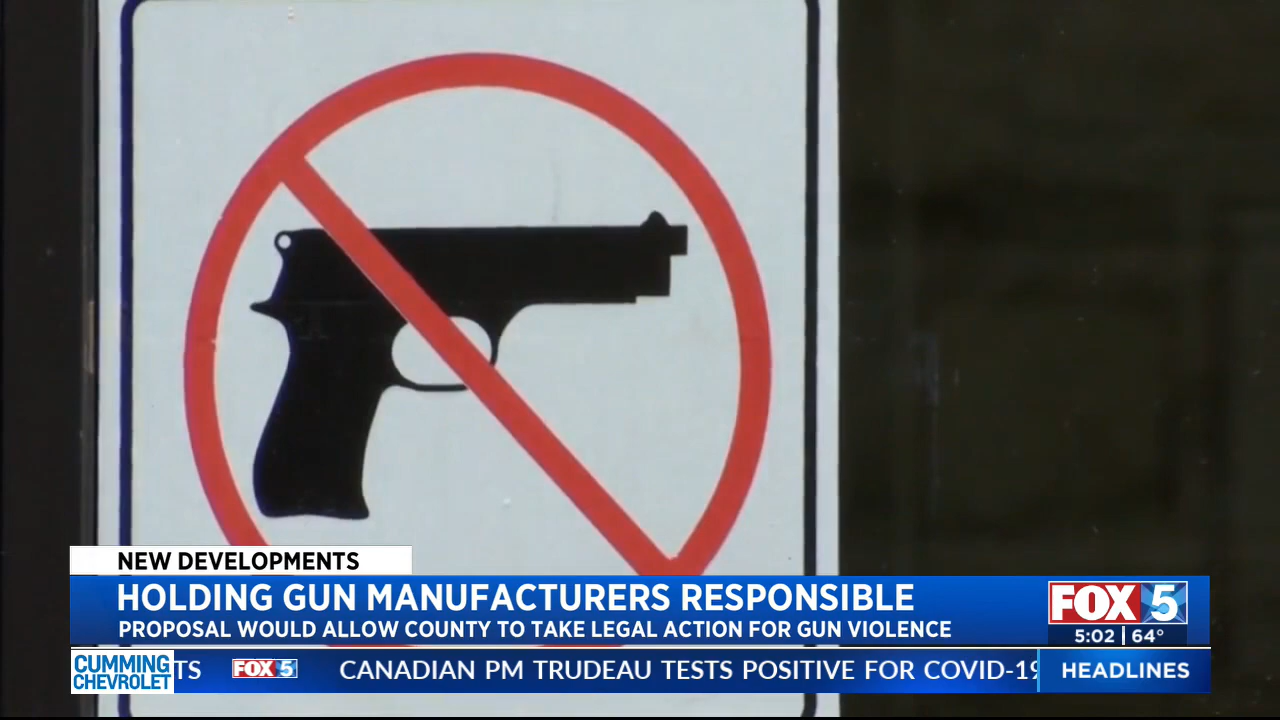 NEW DEVELOPMENTS
HOLDING GUN MANUFACTURERS RESPONSIBLE
PROPOSAL WOULD ALLOW COUNTY TO TAKE LEGAL ACTION FOR GUN VIOLENCE
FOX 5
5:02 | 64°
CUMMING
CHEVROLET
TS FOX 5 CANADIAN PM TRUDEAU TESTS POSITIVE FOR COVID-19
HEADLINES